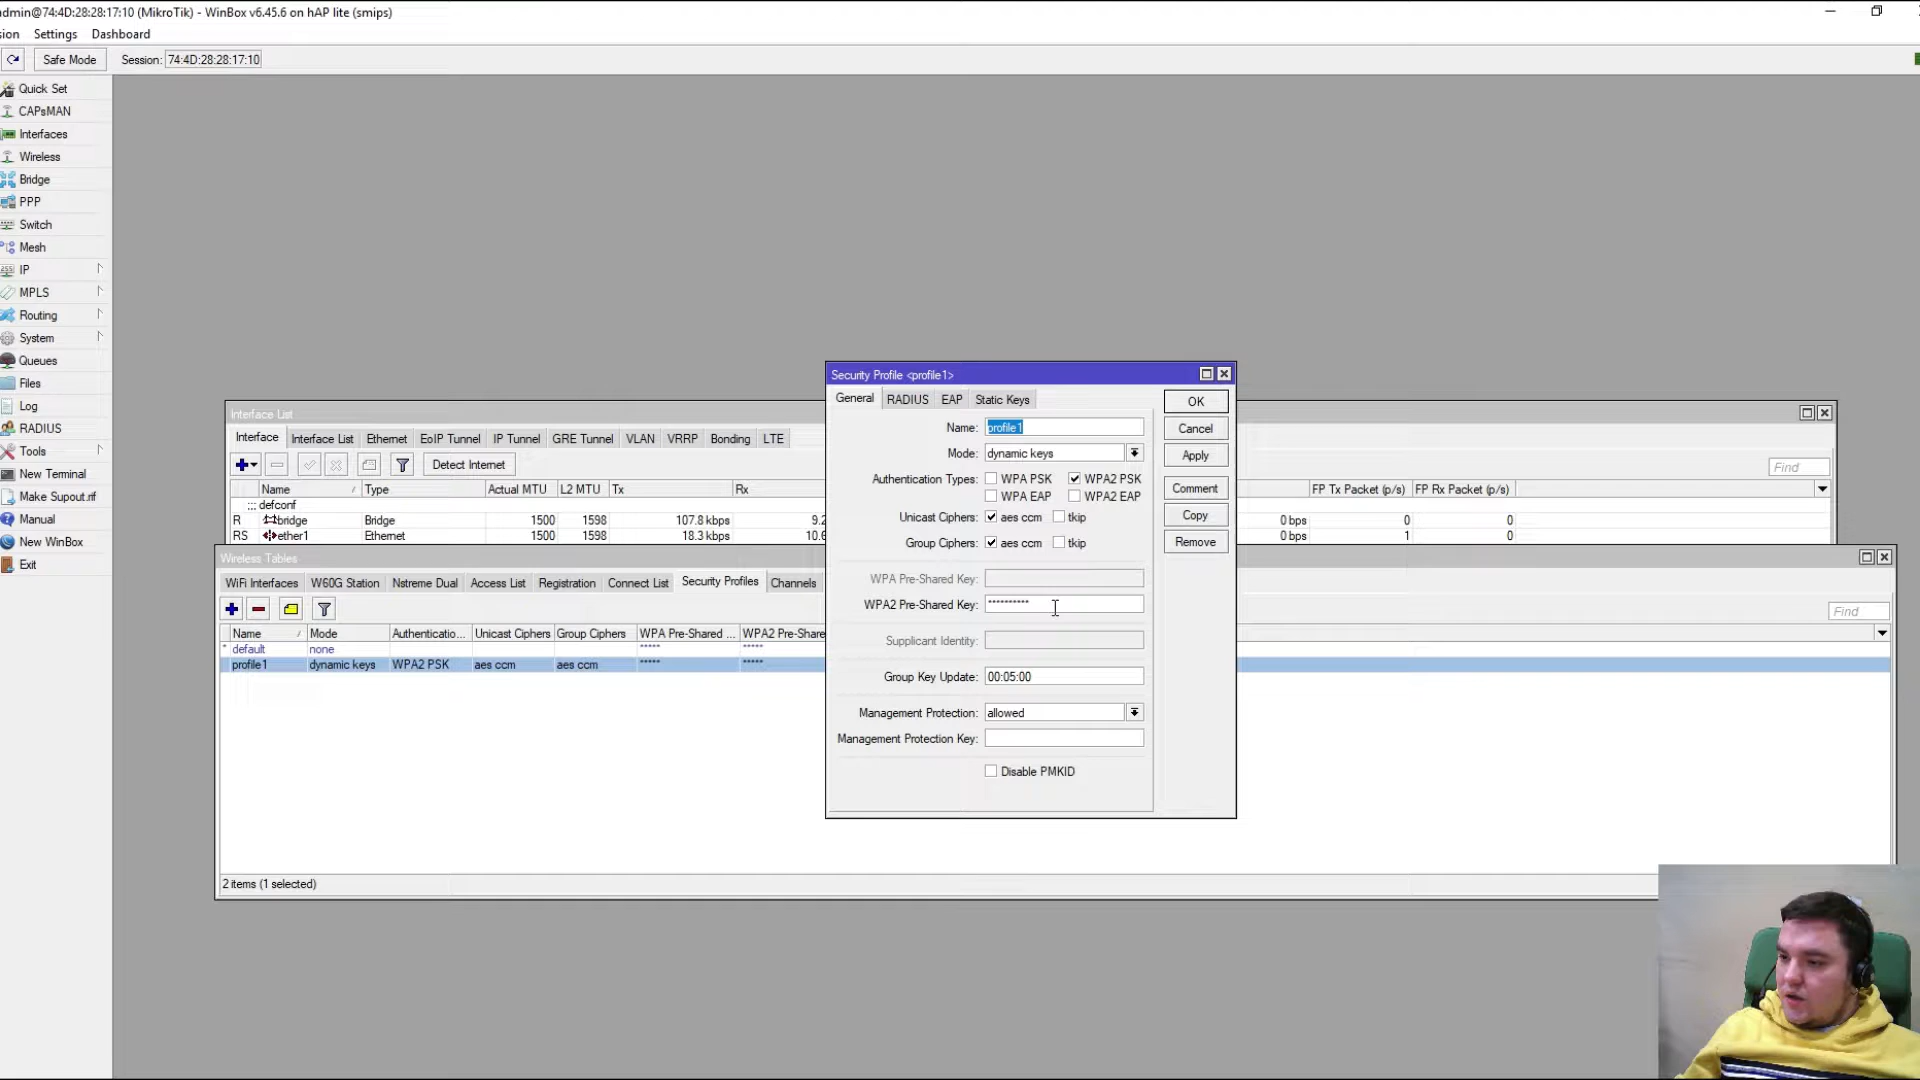 admin@74:4D:28:28:17:10 (MikroTik) - WinBox v6.45.6 on hAP lite (smips)
sion Settings Dashboard
Safe Mode Session: 74:4D:28:28:17:10
Quick Set
CAPsMAN
Interfaces
Wireless
Bridge
PPP
Switch
Mesh
IP
MPLS
Routing
System
Queues
Files
Log
RADIUS
Tools
New Terminal
Make Supout.rif
Manual
New WinBox
Exit
Interface List
Interface Interface List Ethernet EoIP Tunnel IP Tunnel GRE Tunnel VLAN VRRP Bonding LTE
Detect Internet
Find
Name Type Actual MTU L2 MTU Tx Rx FP Tx Packet (p/s) FP Rx Packet (p/s)
::: defconf
R bridge Bridge 1500 1598 107.8 kbps 9.2 0 bps 0 0
RS ether1 Ethernet 1500 1598 18.3 kbps 10.6 0 bps 1 0
Wireless Tables
WiFi Interfaces W60G Station Nstreme Dual Access List Registration Connect List Security Profiles Channels
Find
Name Mode Authenticatio... Unicast Ciphers Group Ciphers WPA Pre-Shared ... WPA2 Pre-Share
* default none ***** *****
profile1 dynamic keys WPA2 PSK aes ccm aes ccm ***** *****
2 items (1 selected)
Security Profile <profile1>
General RADIUS EAP Static Keys
Name: profile1
Mode: dynamic keys
Authentication Types: WPA PSK WPA2 PSK
WPA EAP WPA2 EAP
Unicast Ciphers: aes ccm tkip
Group Ciphers: aes ccm tkip
WPA Pre-Shared Key:
WPA2 Pre-Shared Key: **********
Supplicant Identity:
Group Key Update: 00:05:00
Management Protection: allowed
Management Protection Key:
Disable PMKID
OK
Cancel
Apply
Comment
Copy
Remove